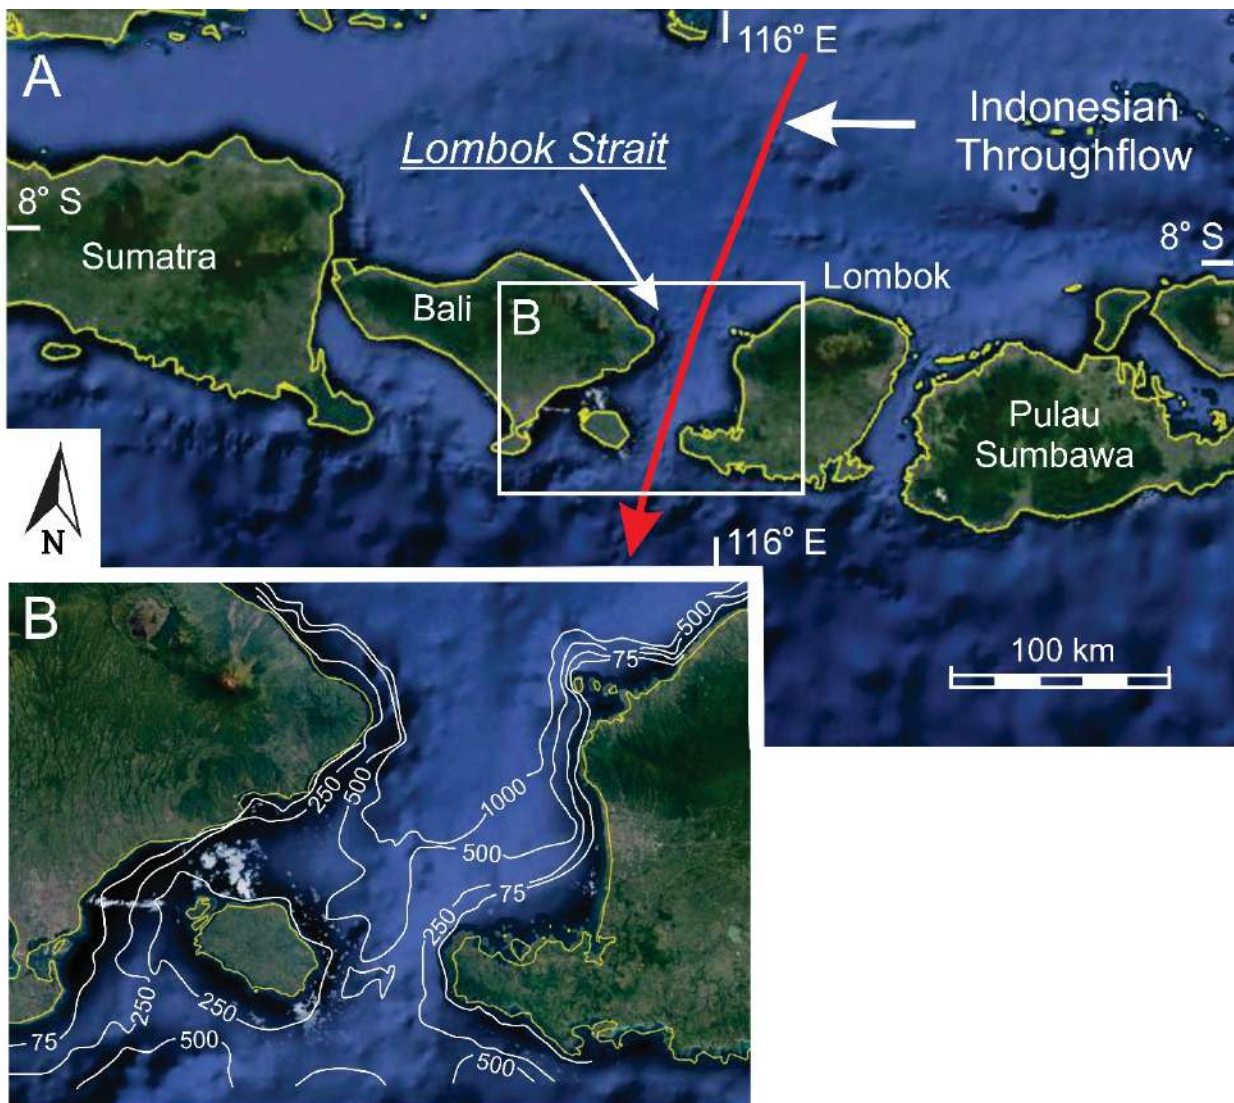 A
116° E
Indonesian
Throughflow
Lombok Strait
8° S
8° S
Sumatra
Lombok
Bali
B
Pulau
Sumbawa
N
116° E
100 km
B
500
75
250
500
1000
500
75
250
250
250
75
500
500